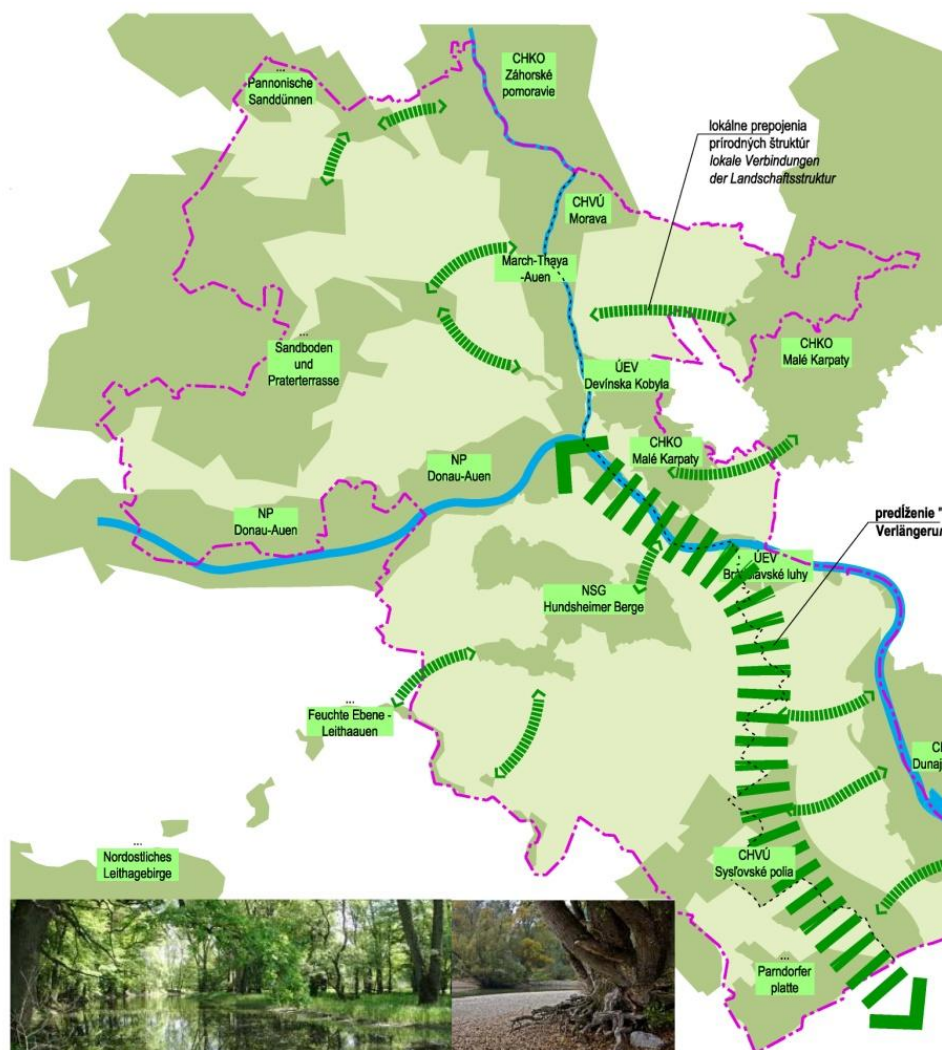 CHKO
Záhorské
pomoravie
...
Pannonische
Sanddünnen
lokálne prepojenia
prírodných štruktúr
lokale Verbindungen
der Landschaftsstruktur
CHVÚ
Morava
March-Thaya
-Auen
...
Sandboden
und
Praterterrasse
CHKO
Malé Karpaty
ÚEV
Devínska Kobyla
CHKO
Malé Karpaty
NP
Donau-Auen
NP
Donau-Auen
predĺženie "
ÚEV
Bratislavské luhy
NSG
Hundsheimer Berge
...
Feuchte Ebene -
Leithaauen
...
Nordostliches
Leithagebirge
CHVÚ
Sysľovské polia
...
Parndorfer
platte